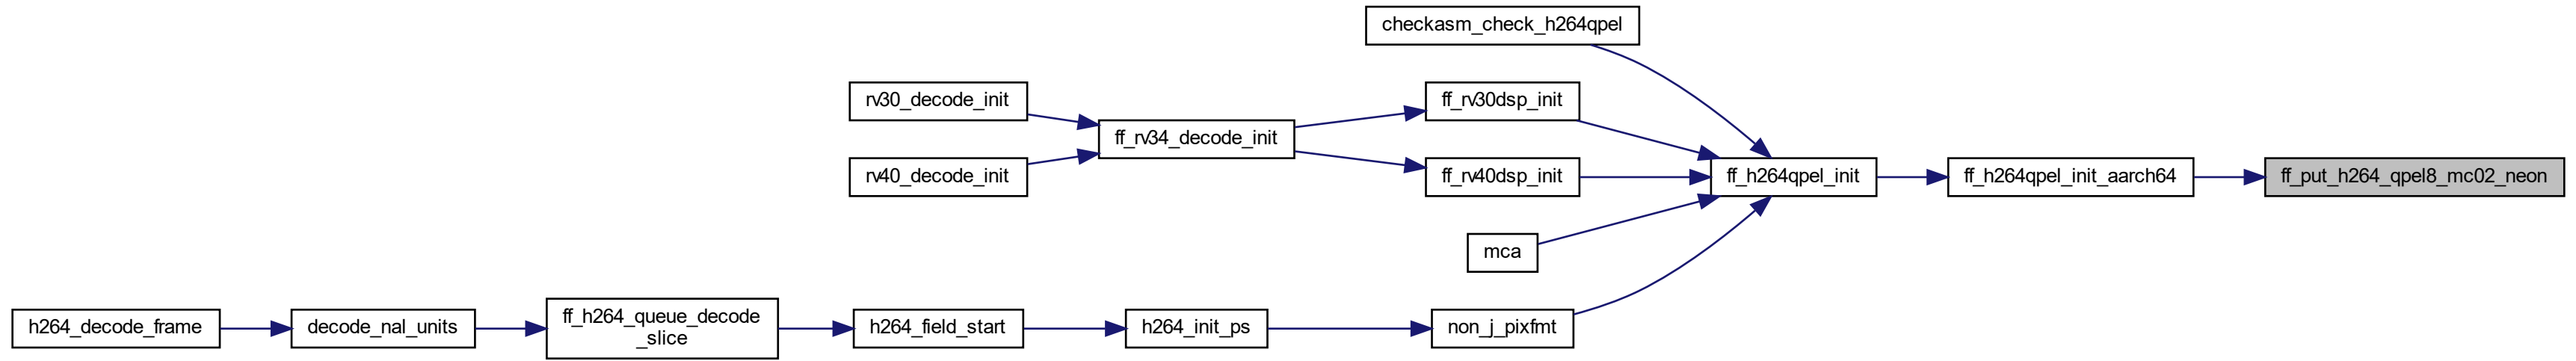 checkasm_check_h264qpel
rv30_decode_init
ff_rv30dsp_init
ff_rv34_decode_init
rv40_decode_init
ff_rv40dsp_init
ff_h264qpel_init
ff_h264qpel_init_aarch64
ff_put_h264_qpel8_mc02_neon
mca
h264_decode_frame
decode_nal_units
ff_h264_queue_decode
_slice
h264_field_start
h264_init_ps
non_j_pixfmt